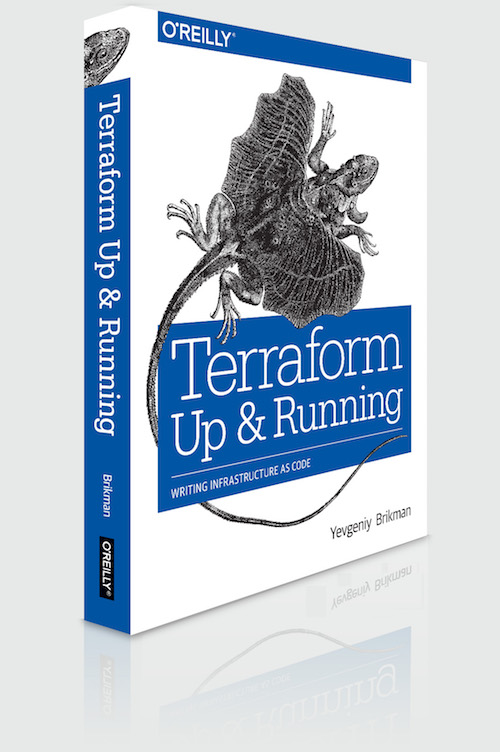 O'REILLY®
Terraform
Up & Running
WRITING INFRASTRUCTURE AS CODE
Yevgeniy Brikman
Terraform Up & Running
Brikman
O'REILLY®